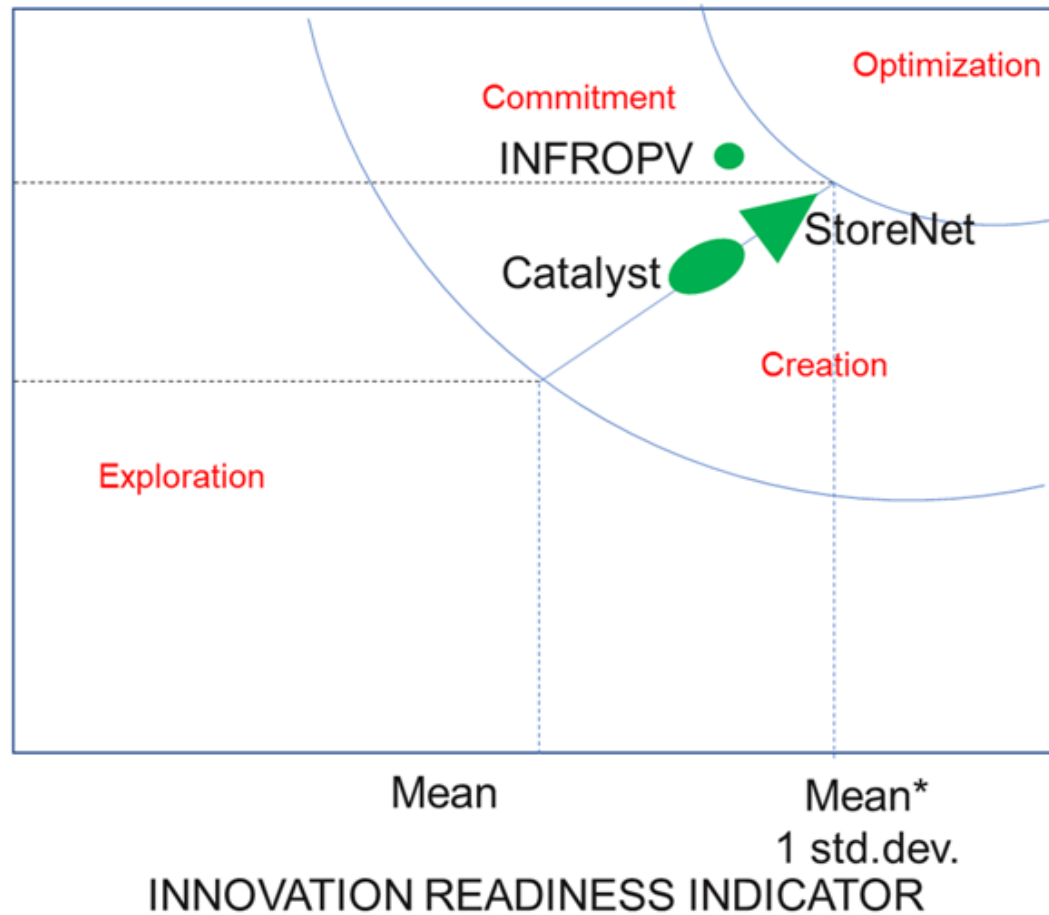 Optimization
Commitment
INFROPV
StoreNet
Catalyst
Creation
Exploration
Mean
Mean*
1 std.dev.
INNOVATION READINESS INDICATOR